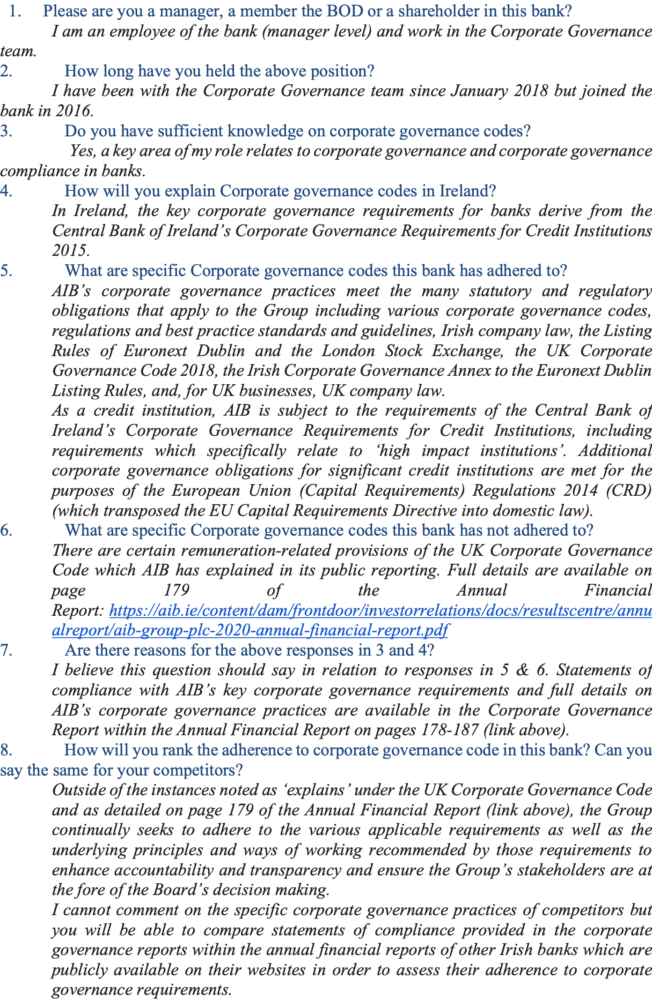 1. Please are you a manager, a member the BOD or a shareholder in this bank?
I am an employee of the bank (manager level) and work in the Corporate Governance
team.
2. How long have you held the above position?
I have been with the Corporate Governance team since January 2018 but joined the
bank in 2016.
3. Do you have sufficient knowledge on corporate governance codes?
Yes, a key area of my role relates to corporate governance and corporate governance
compliance in banks.
4. How will you explain Corporate governance codes in Ireland?
In Ireland, the key corporate governance requirements for banks derive from the
Central Bank of Ireland’s Corporate Governance Requirements for Credit Institutions
2015.
5. What are specific Corporate governance codes this bank has adhered to?
AIB’s corporate governance practices meet the many statutory and regulatory
obligations that apply to the Group including various corporate governance codes,
regulations and best practice standards and guidelines, Irish company law, the Listing
Rules of Euronext Dublin and the London Stock Exchange, the UK Corporate
Governance Code 2018, the Irish Corporate Governance Annex to the Euronext Dublin
Listing Rules, and, for UK businesses, UK company law.
As a credit institution, AIB is subject to the requirements of the Central Bank of
Ireland’s Corporate Governance Requirements for Credit Institutions, including
requirements which specifically relate to ‘high impact institutions’. Additional
corporate governance obligations for significant credit institutions are met for the
purposes of the European Union (Capital Requirements) Regulations 2014 (CRD)
(which transposed the EU Capital Requirements Directive into domestic law).
6. What are specific Corporate governance codes this bank has not adhered to?
There are certain remuneration-related provisions of the UK Corporate Governance
Code which AIB has explained in its public reporting. Full details are available on
page 179 of the Annual Financial
Report: https://aib.ie/content/dam/frontdoor/investorrelations/docs/resultscentre/annu
alreport/aib-group-plc-2020-annual-financial-report.pdf
7. Are there reasons for the above responses in 3 and 4?
I believe this question should say in relation to responses in 5 & 6. Statements of
compliance with AIB’s key corporate governance requirements and full details on
AIB’s corporate governance practices are available in the Corporate Governance
Report within the Annual Financial Report on pages 178-187 (link above).
8. How will you rank the adherence to corporate governance code in this bank? Can you
say the same for your competitors?
Outside of the instances noted as ‘explains’ under the UK Corporate Governance Code
and as detailed on page 179 of the Annual Financial Report (link above), the Group
continually seeks to adhere to the various applicable requirements as well as the
underlying principles and ways of working recommended by those requirements to
enhance accountability and transparency and ensure the Group’s stakeholders are at
the fore of the Board’s decision making.
I cannot comment on the specific corporate governance practices of competitors but
you will be able to compare statements of compliance provided in the corporate
governance reports within the annual financial reports of other Irish banks which are
publicly available on their websites in order to assess their adherence to corporate
governance requirements.